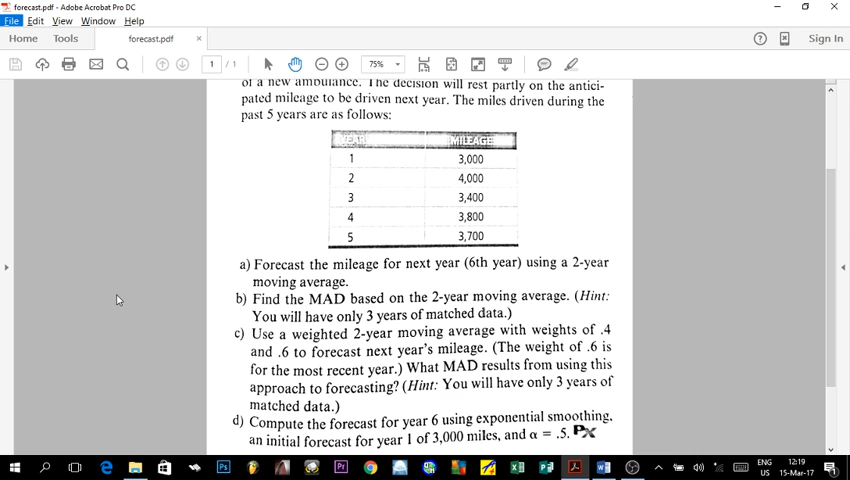 forecast.pdf - Adobe Acrobat Pro DC
File Edit View Window Help
Home Tools forecast.pdf × Sign In
1 / 1 75%
of a new ambulance. The decision will rest partly on the antici-
pated mileage to be driven next year. The miles driven during the
past 5 years are as follows:
YEAR MILEAGE
1 3,000
2 4,000
3 3,400
4 3,800
5 3,700
a) Forecast the mileage for next year (6th year) using a 2-year
moving average.
b) Find the MAD based on the 2-year moving average. (Hint:
You will have only 3 years of matched data.)
c) Use a weighted 2-year moving average with weights of .4
and .6 to forecast next year's mileage. (The weight of .6 is
for the most recent year.) What MAD results from using this
approach to forecasting? (Hint: You will have only 3 years of
matched data.)
d) Compute the forecast for year 6 using exponential smoothing,
an initial forecast for year 1 of 3,000 miles, and α = .5. PX
ENG 12:19
US 15-Mar-17